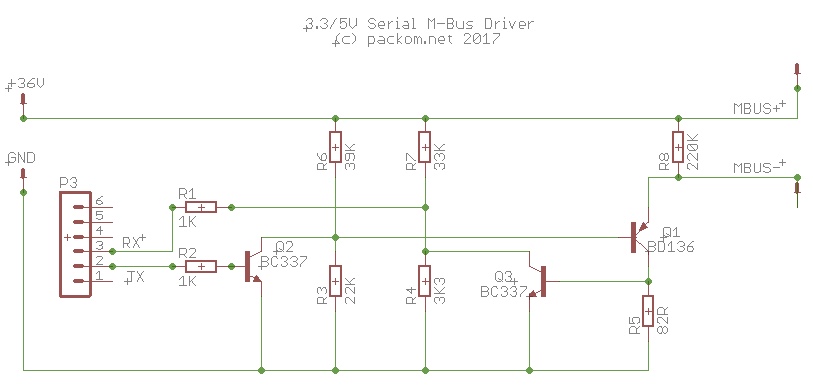 3.3/5V Serial M-Bus Driver
(c) packom.net 2017
+36V
MBUS+
GND
R6
39K
R7
33K
R8
220K
MBUS-
P3
6
5
4
3
2
1
RX
TX
R1
1K
R2
1K
Q2
BC337
Q1
BD136
Q3
BC337
R3
22K
R4
3K3
R5
82R